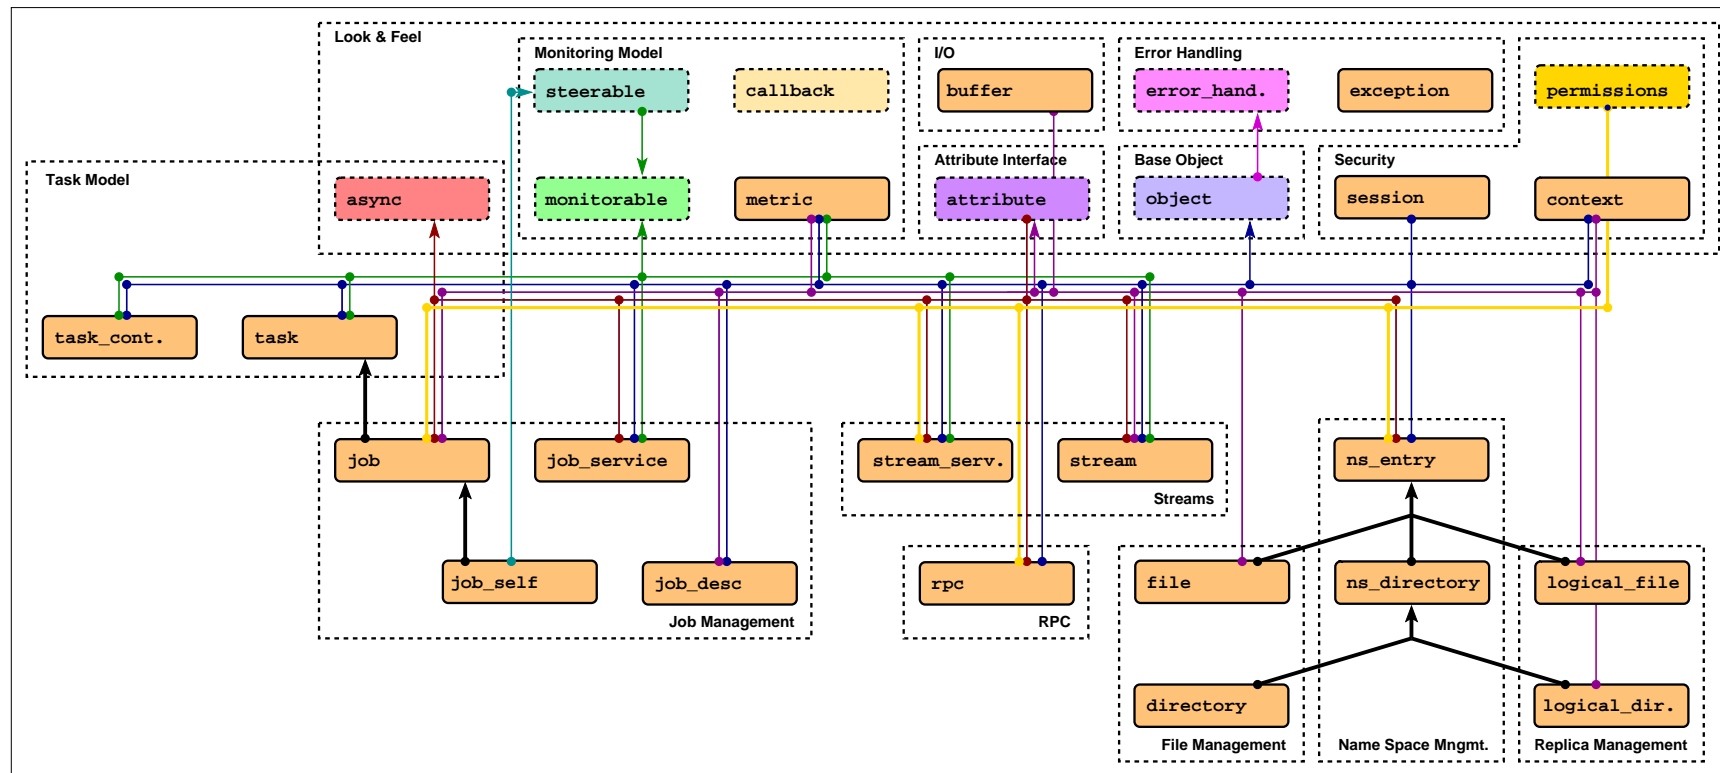 Look & Feel
Monitoring Model
I/O
Error Handling
steerable
callback
buffer
error_hand.
exception
permissions
Task Model
Attribute Interface
Base Object
Security
async
monitorable
metric
attribute
object
session
context
task_cont.
task
job
job_service
stream_serv.
stream
ns_entry
Streams
job_self
job_desc
rpc
file
ns_directory
logical_file
Job Management
RPC
directory
logical_dir.
File Management
Name Space Mngmt.
Replica Management